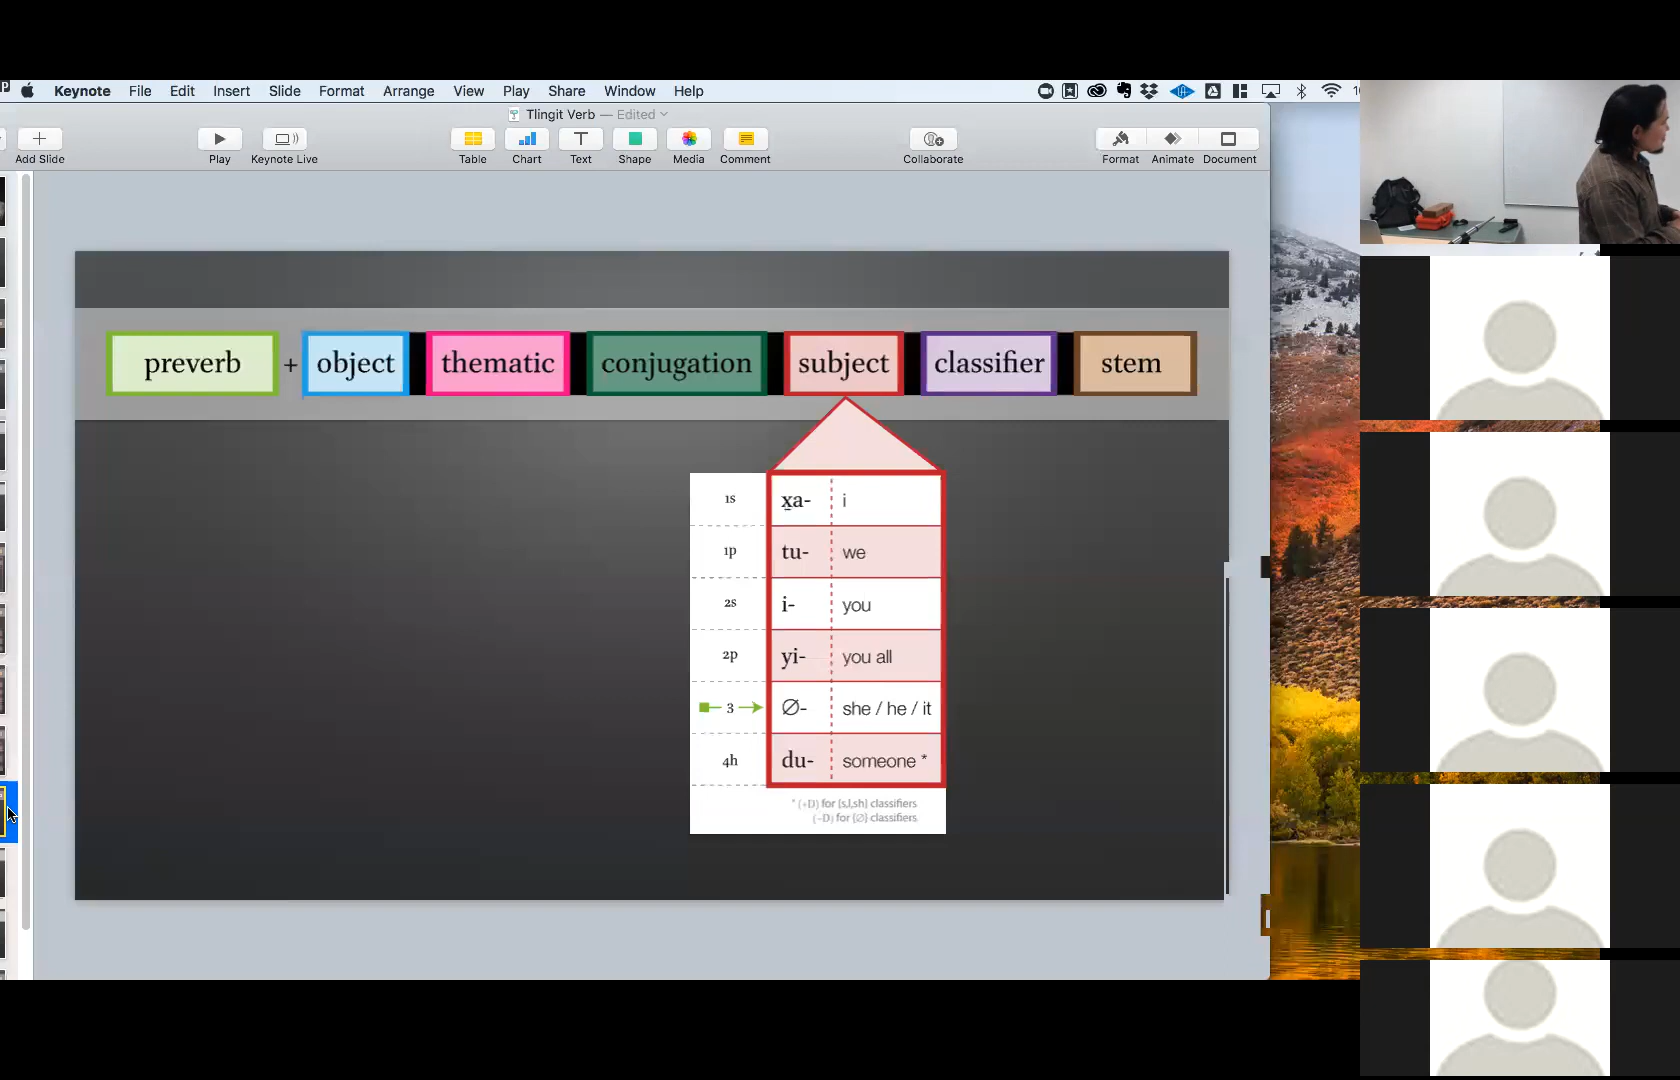 Keynote File Edit Insert Slide Format Arrange View Play Share Window Help
Tlingit Verb — Edited
Add Slide Play Keynote Live Table Chart Text Shape Media Comment Collaborate Format Animate Document
preverb + object thematic conjugation subject classifier stem
1s x̱a- i
1p tu- we
2s i- you
2p yi- you all
3 Ø- she / he / it
4h du- someone *
* (+D) for {s,l,sh} classifiers
(-D) for {Ø} classifiers